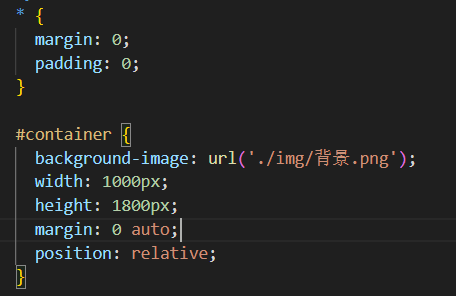 * {
margin: 0;
padding: 0;
}
#container {
background-image: url('./img/背景.png');
width: 1000px;
height: 1800px;
margin: 0 auto;
position: relative;
}